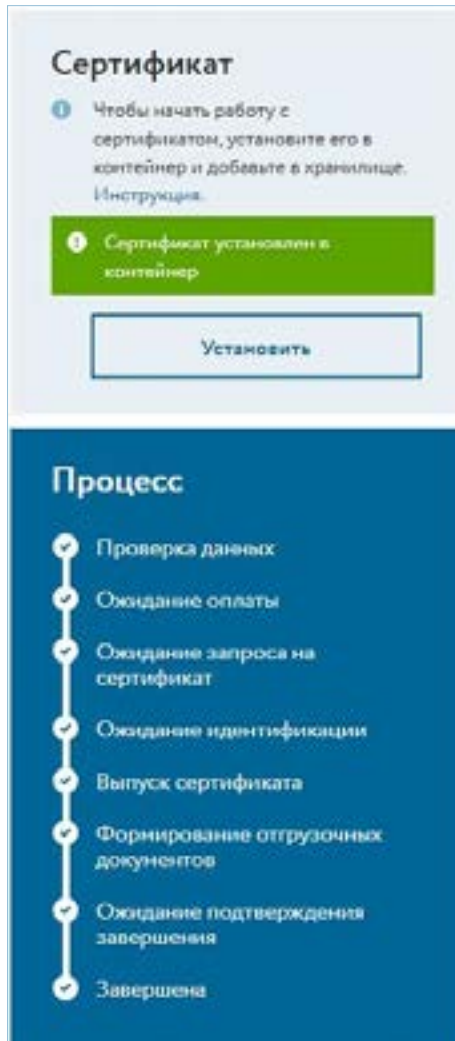 Сертификат
Чтобы начать работу с
сертификатом, установите его в
контейнер и добавьте в хранилище.
Инструкция.
Сертификат установлен в
контейнер
Установить
Процесс
Проверка данных
Ожидание оплаты
Ожидание запроса на
сертификат
Ожидание идентификации
Выпуск сертификата
Формирование отгрузочных
документов
Ожидание подтверждения
завершения
Завершена